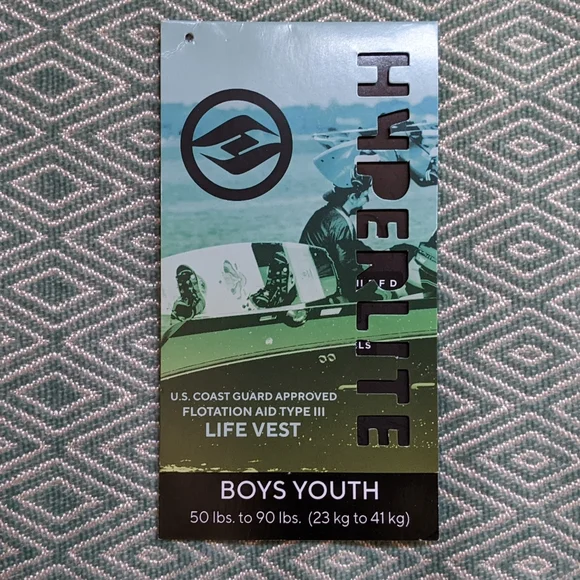 HYPERLITE
U.S. COAST GUARD APPROVED
FLOTATION AID TYPE III
LIFE VEST
BOYS YOUTH
50 lbs. to 90 lbs. (23 kg to 41 kg)